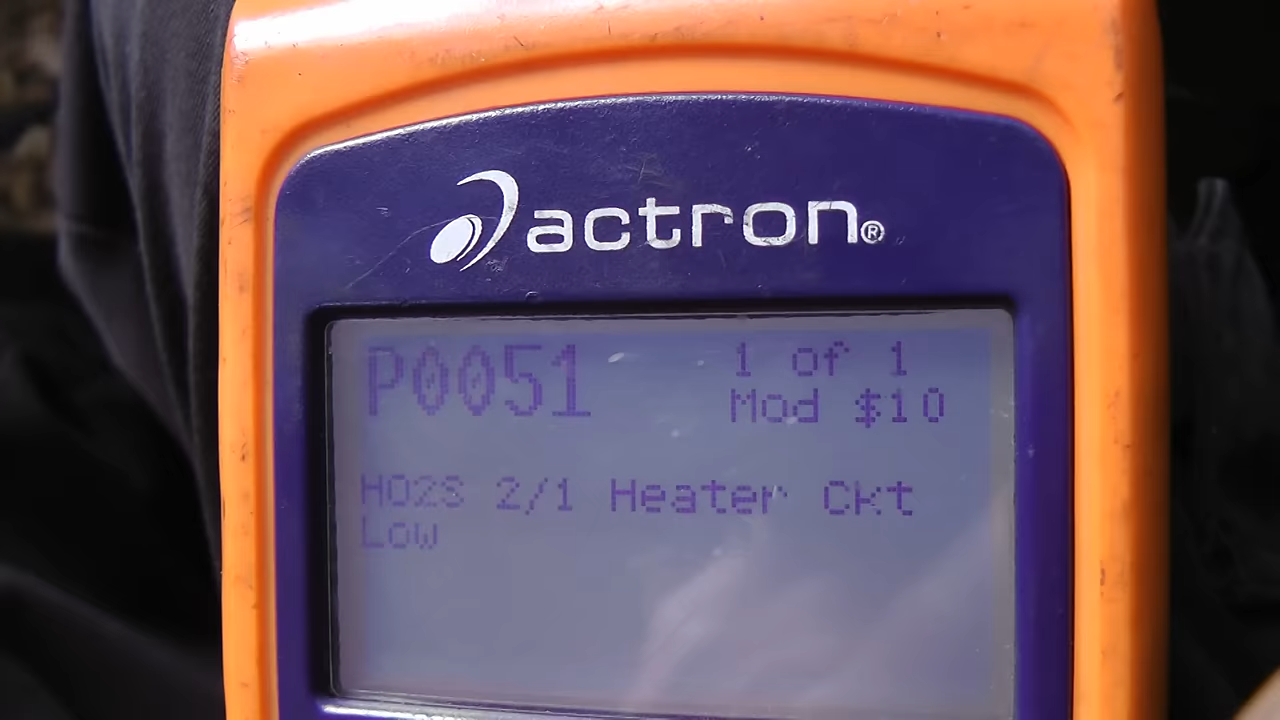 actron®
P0051
1 of 1
Mod $10
HO2S 2/1 Heater Ckt
Low